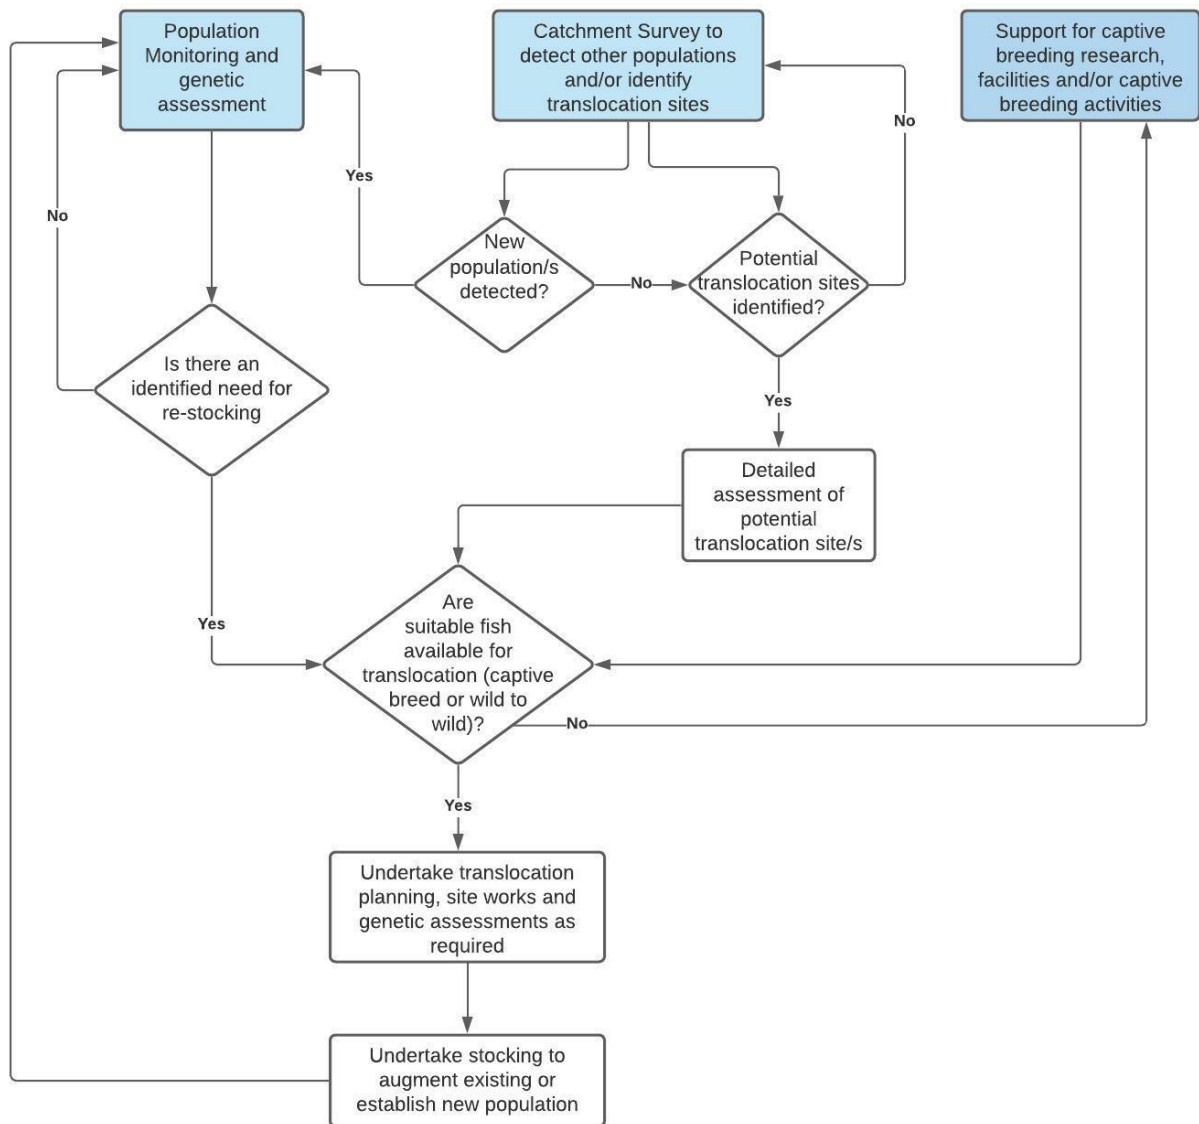 Population
Monitoring and
genetic
assessment
Catchment Survey to
detect other populations
and/or identify
translocation sites
Support for captive
breeding research,
facilities and/or captive
breeding activities
No
Yes
No
New
population/s
detected?
No
Potential
translocation sites
identified?
Is there an
identified need for
re-stocking
Yes
Detailed
assessment of
potential
translocation site/s
Yes
Are
suitable fish
available for
translocation (captive
breed or wild to
wild)?
No
Yes
Undertake translocation
planning, site works and
genetic assessments as
required
Undertake stocking to
augment existing or
establish new population